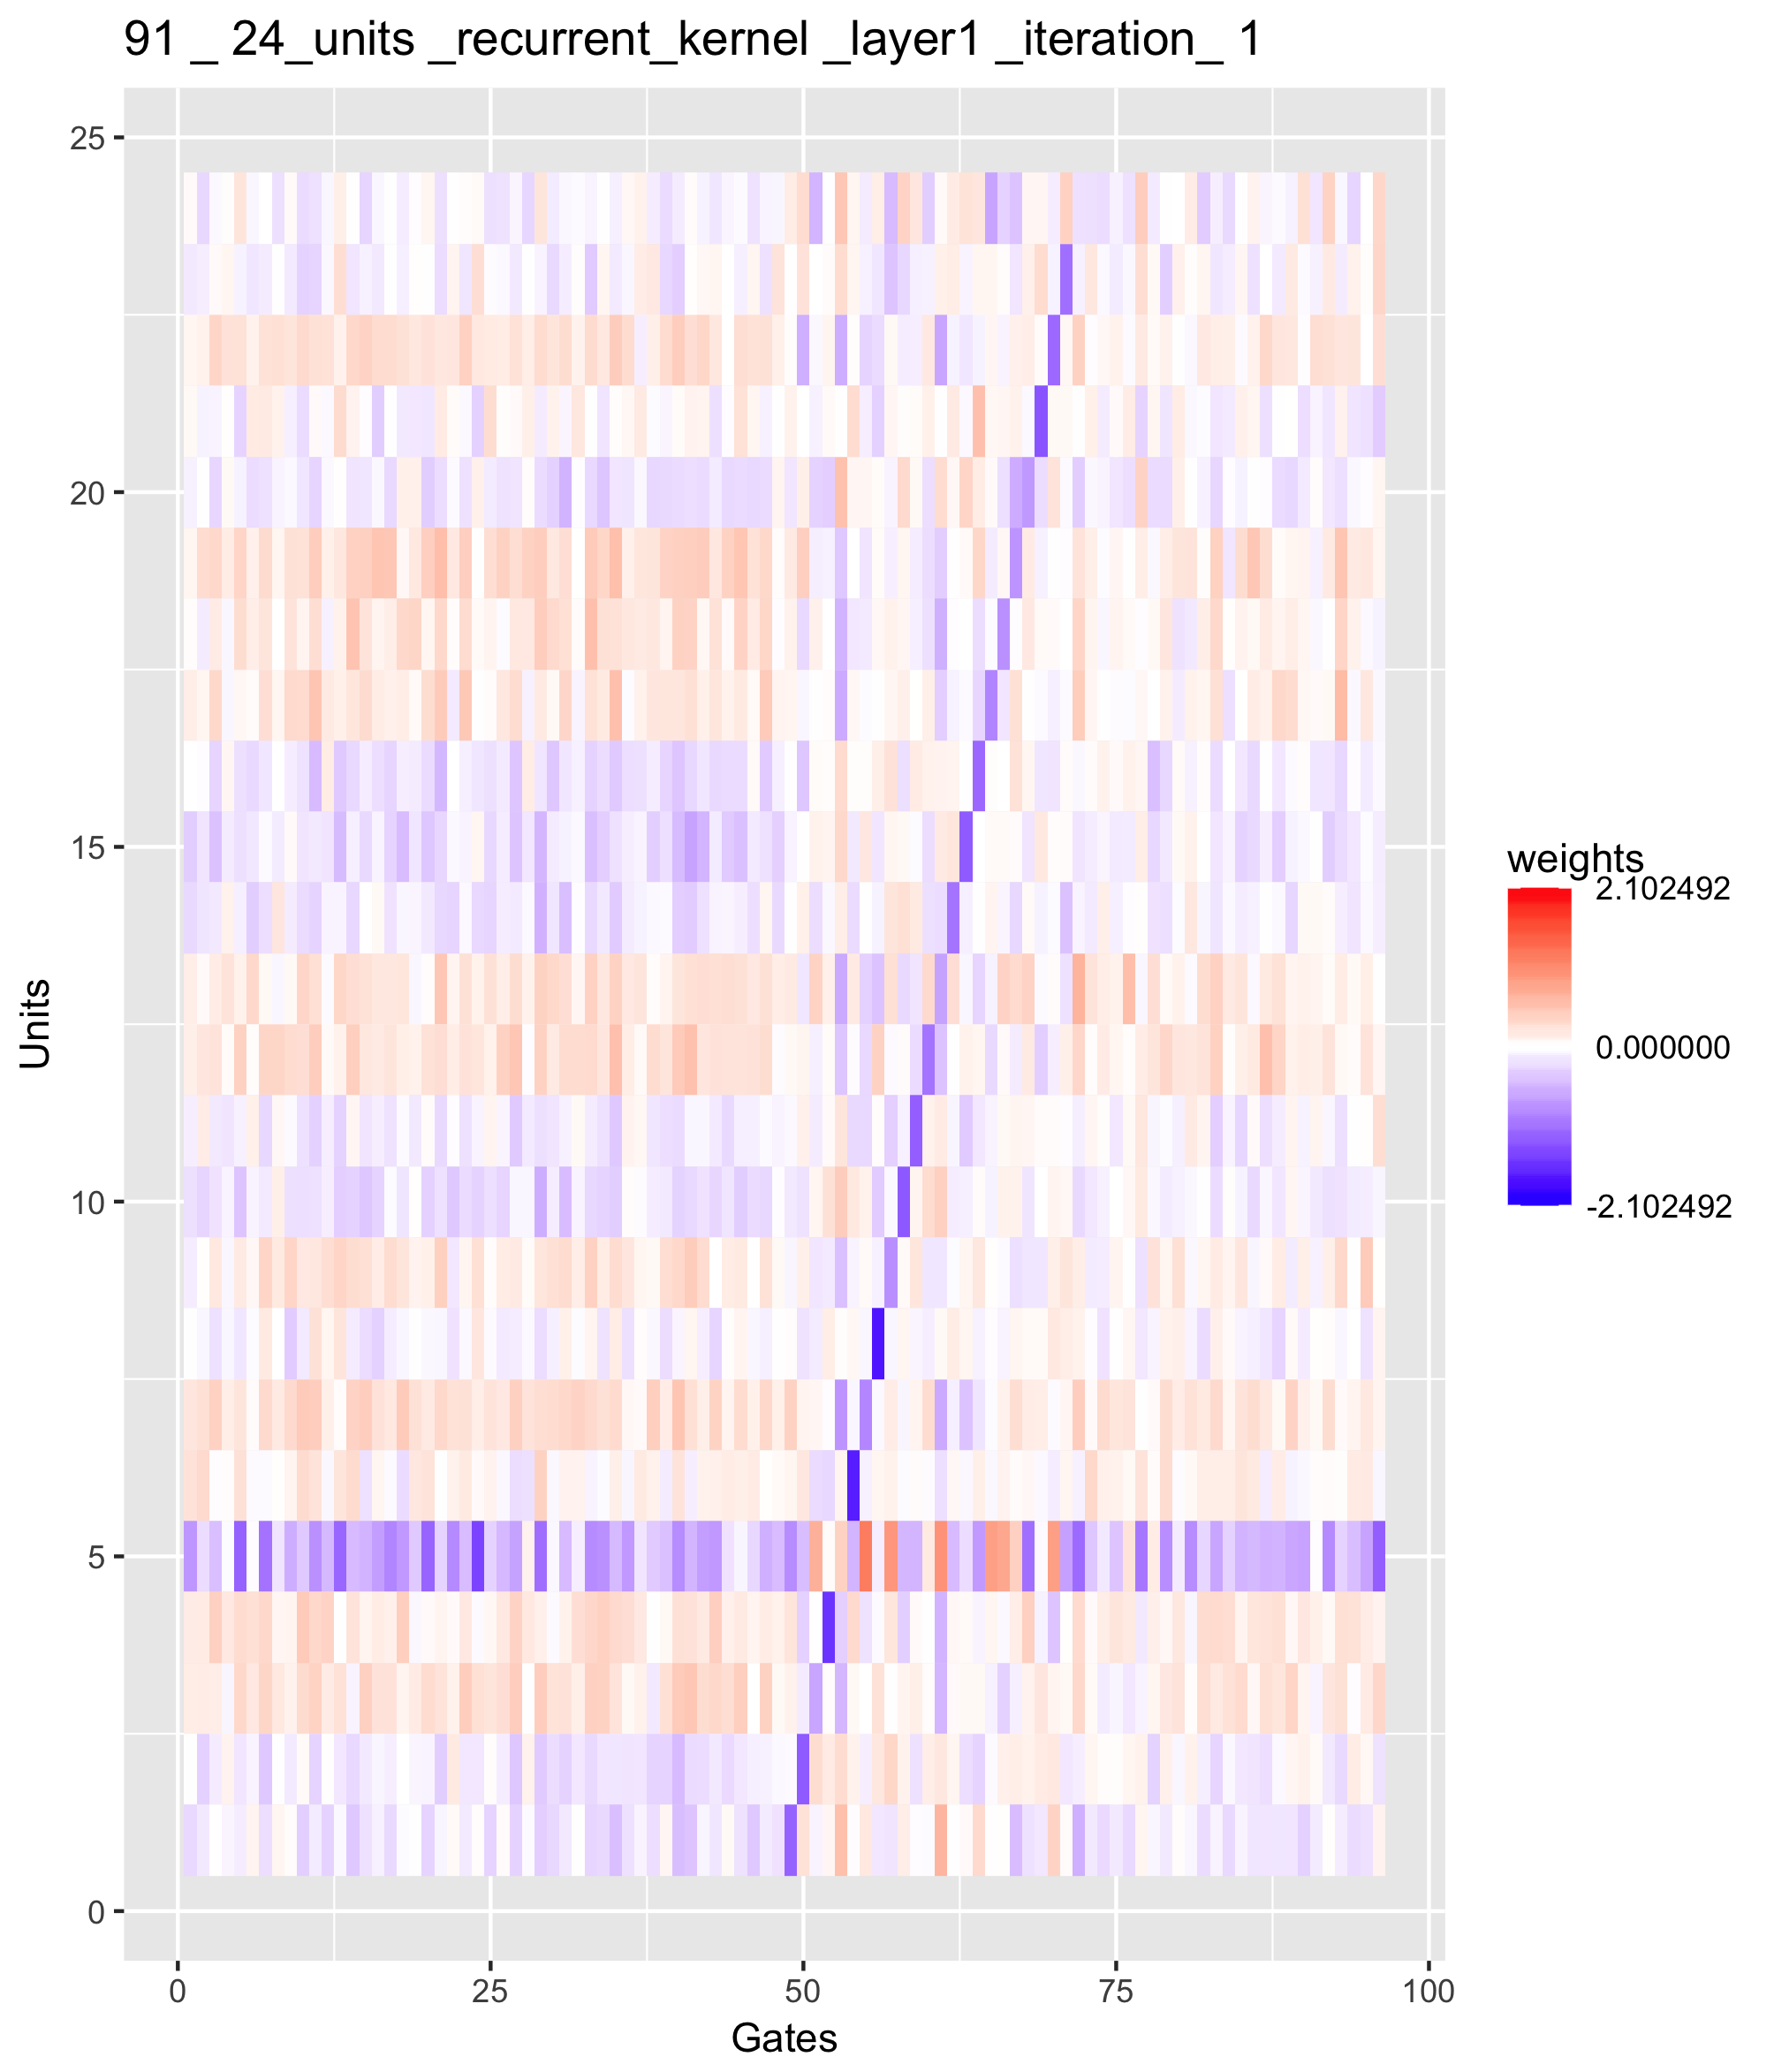 91 _ 24_units _recurrent_kernel _layer1 _iteration_ 1
25
20
15
10
5
0
Units
0 25 50 75 100
Gates
weights
2.102492
0.000000
-2.102492